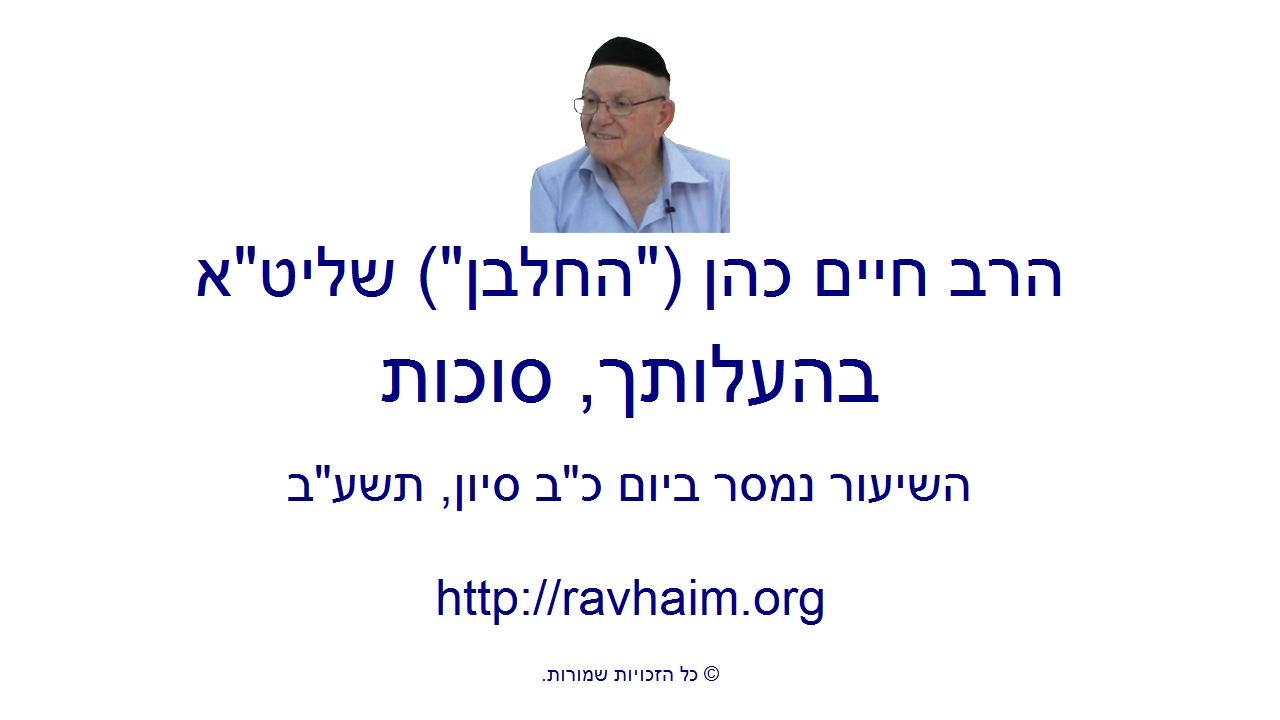 הרב חיים כהן ("החלבן") שליט"א
בהעלותך, סוכות
השיעור נמסר ביום כ"ב סיון, תשע"ב
http://ravhaim.org
© כל הזכויות שמורות.